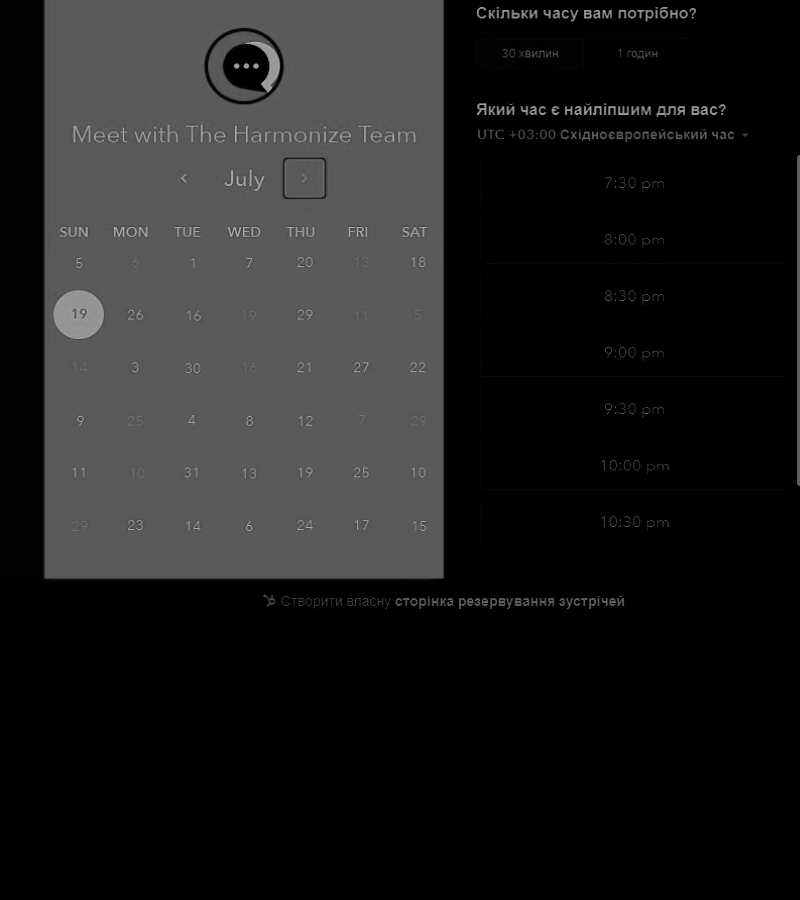 Meet with The Harmonize Team
July
SUN MON TUE WED THU FRI SAT
5 6 1 7 20 13 18
19 26 16 19 29 11 5
14 3 30 16 21 27 22
9 25 4 8 12 7 29
11 10 31 13 19 25 10
29 23 14 6 24 17 15
Скільки часу вам потрібно?
30 хвилин 1 годин
Який час є найліпшим для вас?
UTC +03:00 Східноєвропейський час
7:30 pm
8:00 pm
8:30 pm
9:00 pm
9:30 pm
10:00 pm
10:30 pm
Створити власну сторінка резервування зустрічей